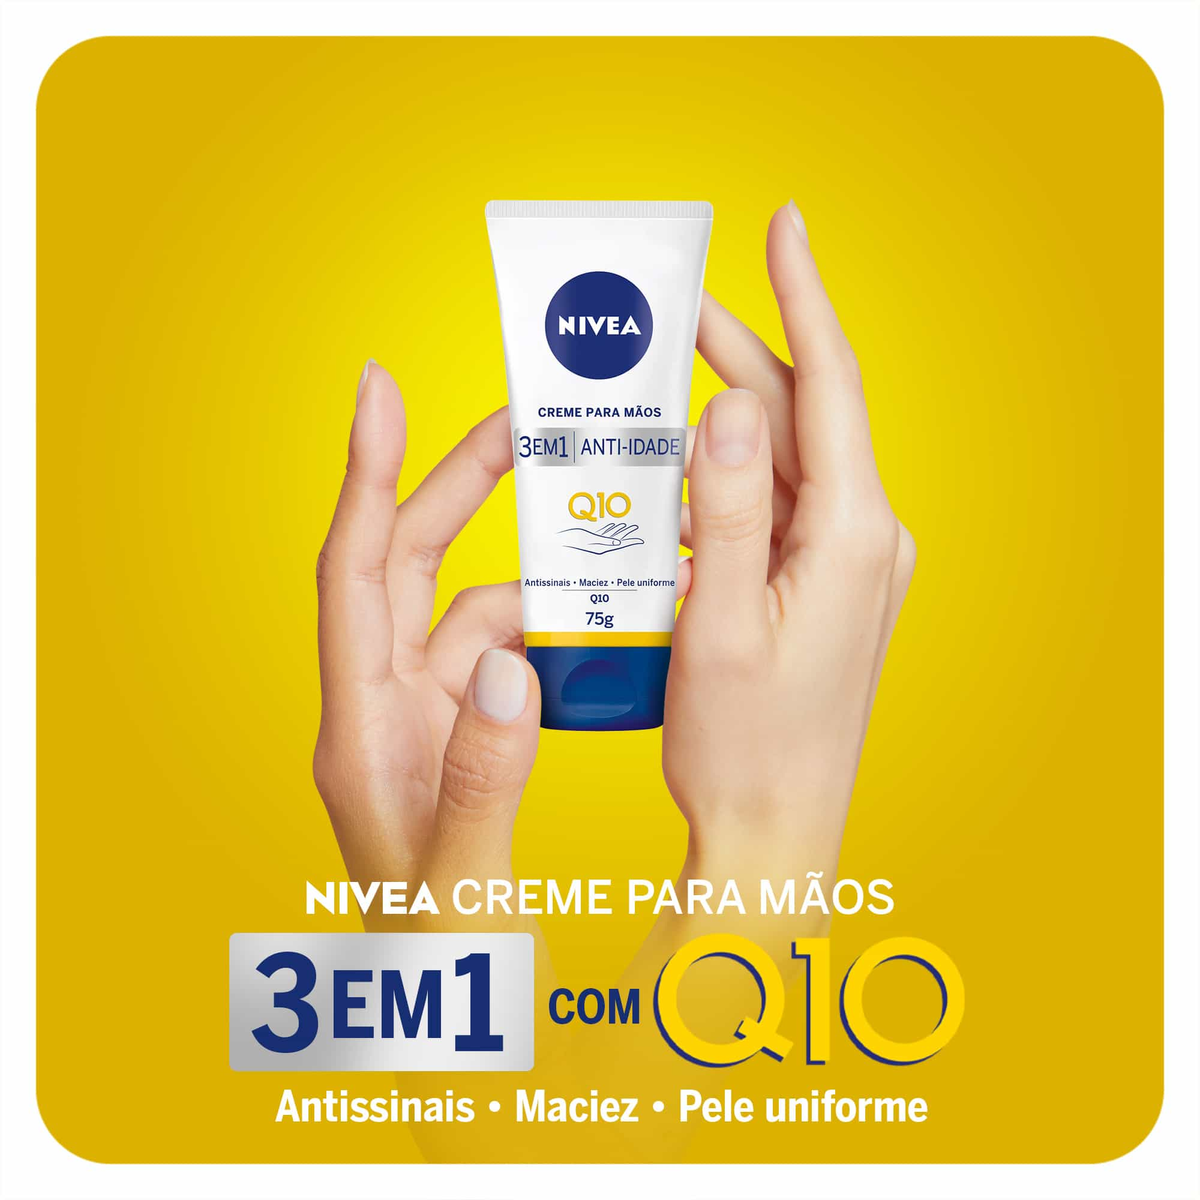 NIVEA
CREME PARA MÃOS
3EM1 | ANTI-IDADE
Q10
Antissinais • Maciez • Pele uniforme
Q10
75g
NIVEA CREME PARA MÃOS
3EM1 COM Q10
Antissinais • Maciez • Pele uniforme